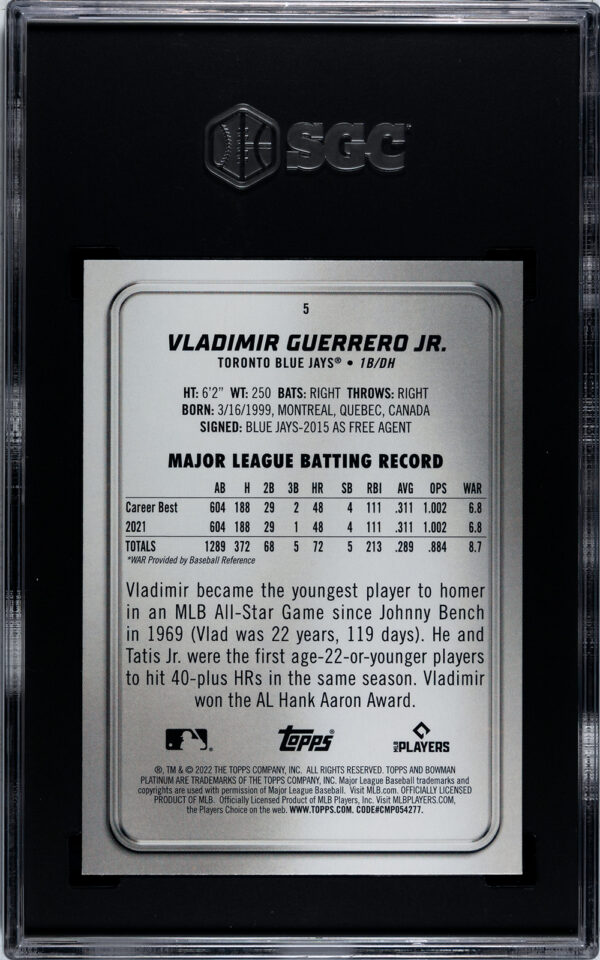 SGC
5
VLADIMIR GUERRERO JR.
TORONTO BLUE JAYS® • 1B/DH
HT: 6'2" WT: 250 BATS: RIGHT THROWS: RIGHT
BORN: 3/16/1999, MONTREAL, QUEBEC, CANADA
SIGNED: BLUE JAYS-2015 AS FREE AGENT
MAJOR LEAGUE BATTING RECORD
AB H 2B 3B HR SB RBI AVG OPS WAR
Career Best 604 188 29 2 48 4 111 .311 1.002 6.8
2021 604 188 29 1 48 4 111 .311 1.002 6.8
TOTALS 1289 372 68 5 72 5 213 .289 .884 8.7
*WAR Provided by Baseball Reference
Vladimir became the youngest player to homer
in an MLB All-Star Game since Johnny Bench
in 1969 (Vlad was 22 years, 119 days). He and
Tatis Jr. were the first age-22-or-younger players
to hit 40-plus HRs in the same season. Vladimir
won the AL Hank Aaron Award.
Topps® MLB PLAYERS
®, TM & © 2022 THE TOPPS COMPANY, INC. ALL RIGHTS RESERVED. TOPPS AND BOWMAN
PLATINUM ARE TRADEMARKS OF THE TOPPS COMPANY, INC. Major League Baseball trademarks and
copyrights are used with permission of Major League Baseball. Visit MLB.com. OFFICIALLY LICENSED
PRODUCT OF MLB. Officially Licensed Product of MLB Players, Inc. Visit MLBPLAYERS.COM,
the Players Choice on the web. WWW.TOPPS.COM. CODE#CMP054277.